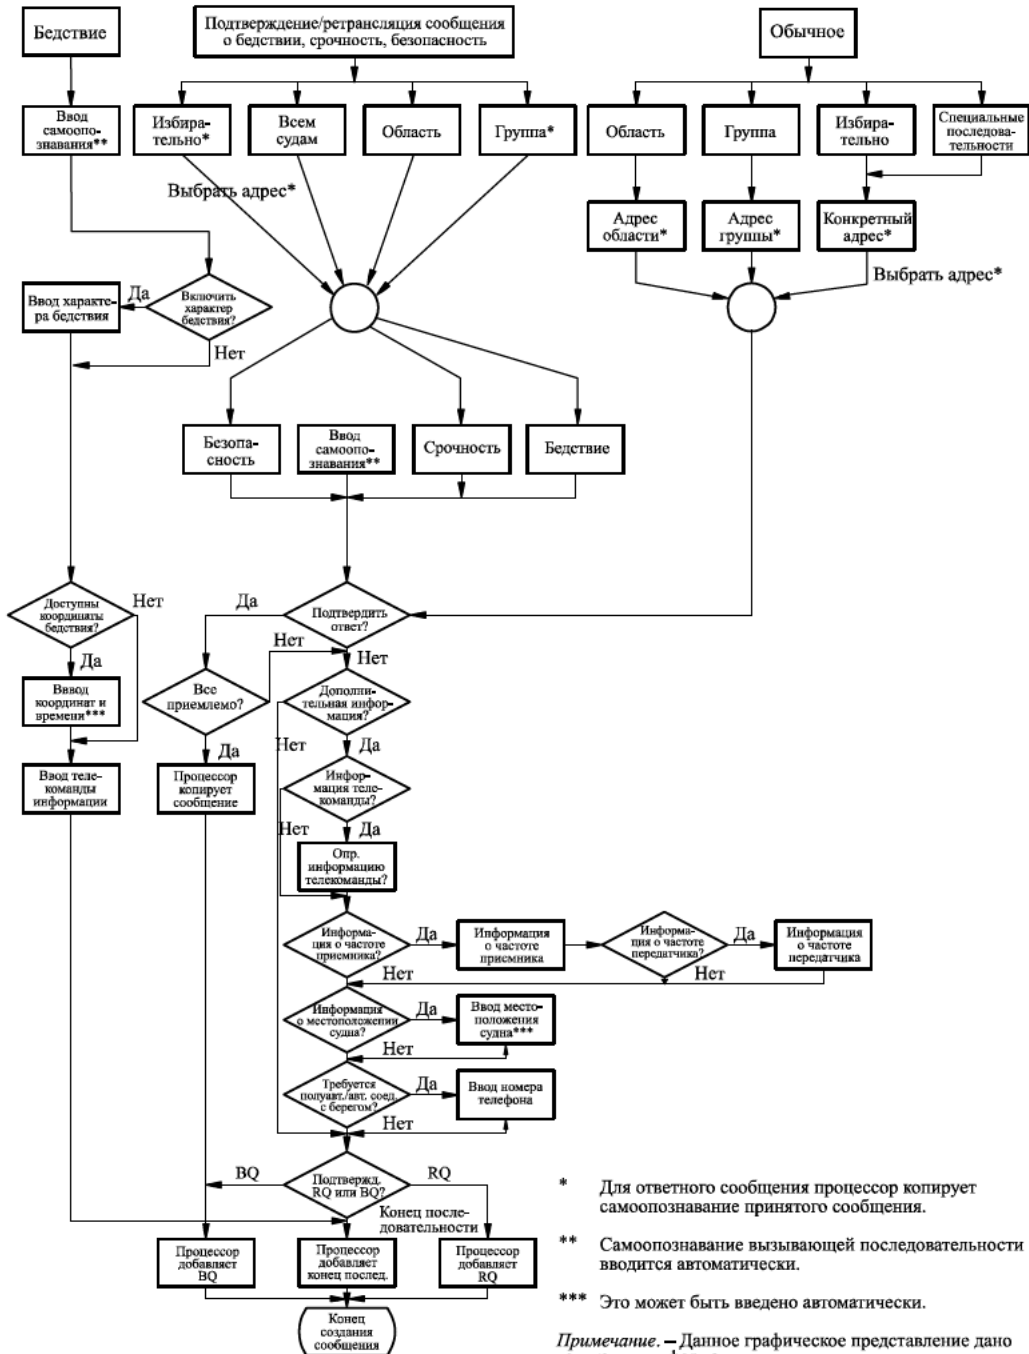 Бедствие
Подтверждение/ретрансляция сообщения
о бедствии, срочность, безопасность
Обычное
Ввод
самоопо-
знавания**
Избира-
тельно*
Всем
судам
Область
Группа*
Область
Группа
Избира-
тельно
Специальные
последова-
тельности
Выбрать адрес*
Адрес
области*
Адрес
группы*
Конкретный
адрес*
Выбрать адрес*
Ввод характе-
ра бедствия
Да
Включить
характер
бедствия?
Нет
Безопа-
сность
Ввод
самоопо-
знавания**
Срочность
Бедствие
Доступны
координаты
бедствия?
Нет
Да
Подтвердить
ответ?
Нет
Нет
Да
Вввод
координат и
времени***
Все
приемлемо?
Дополни-
тельная инфор-
мация?
Да
Нет
Да
Ввод теле-
команды
информации
Процессор
копирует
сообщение
Инфор-
мация теле-
команды?
Нет
Да
Опр.
информацию
телекоманды?
Информа-
ция о частоте
приемника?
Да
Информация
о частоте
приемника
Информа-
ция о частоте
передатчика?
Да
Информация
о частоте
передатчика
Нет
Нет
Информация
о местоположении
судна?
Да
Ввод место-
положения
судна***
Нет
Требуется
полуавт./авт. соед.
с берегом?
Да
Ввод номера
телефона
Нет
BQ
Подтвержд.
RQ или BQ?
RQ
Конец после-
довательности
Процессор
добавляет
BQ
Процессор
добавляет
конец послед.
Процессор
добавляет
RQ
Конец
создания
сообщения
* Для ответного сообщения процессор копирует
самоопознавание принятого сообщения.
** Самоопознавание вызывающей последовательности
вводится автоматически.
*** Это может быть введено автоматически.
Примечание. – Данное графическое представление дано